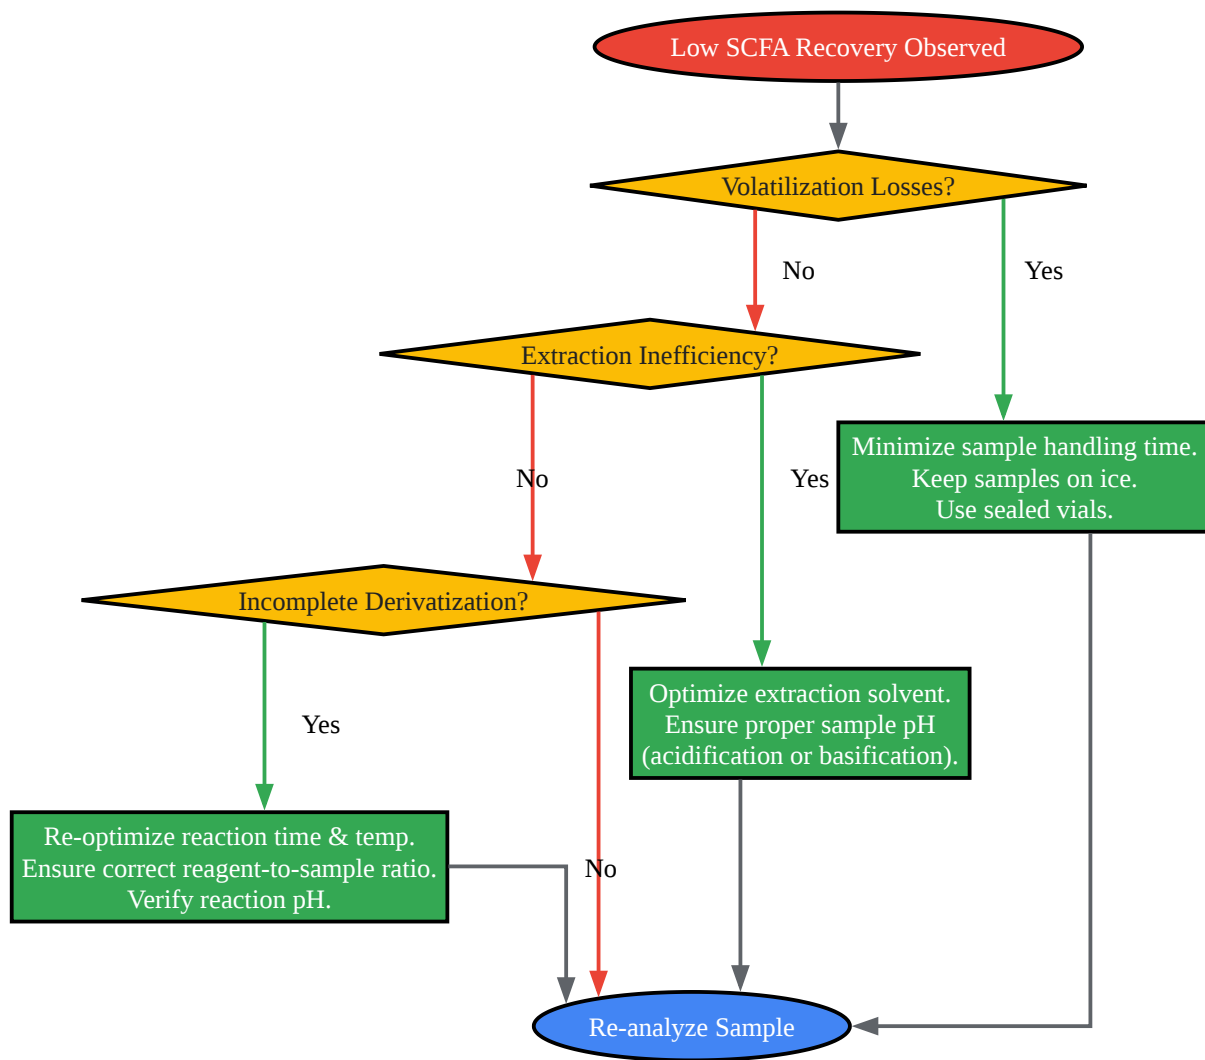 Low SCFA Recovery Observed
Volatilization Losses?
No
Yes
Extraction Inefficiency?
Minimize sample handling time.
Keep samples on ice.
Use sealed vials.
No
Yes
Incomplete Derivatization?
Optimize extraction solvent.
Ensure proper sample pH
(acidification or basification).
Yes
Re-optimize reaction time & temp.
Ensure correct reagent-to-sample ratio.
Verify reaction pH.
No
Re-analyze Sample